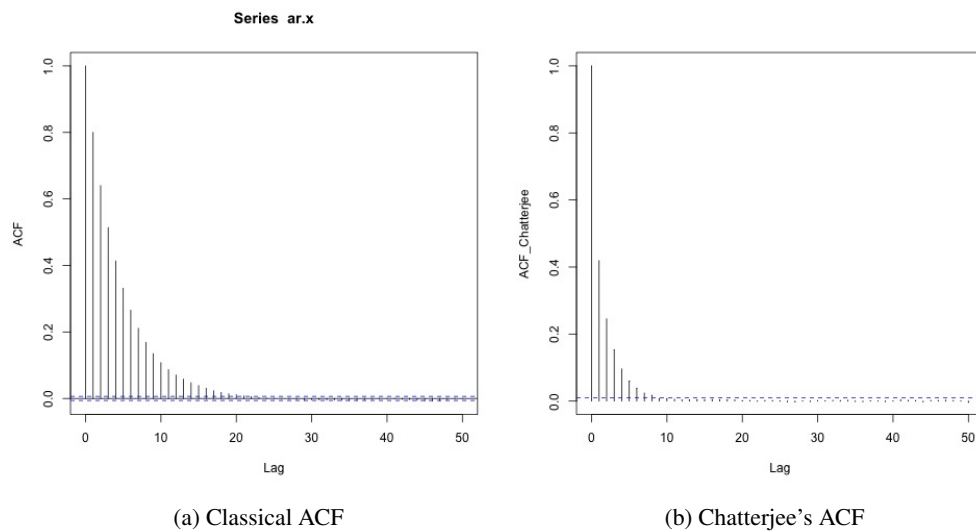 Series ar.x
ACF
1.0
0.8
0.6
0.4
0.2
0.0
0 10 20 30 40 50
Lag
(a) Classical ACF
ACF_Chatterjee
1.0
0.8
0.6
0.4
0.2
0.0
0 10 20 30 40 50
Lag
(b) Chatterjee's ACF